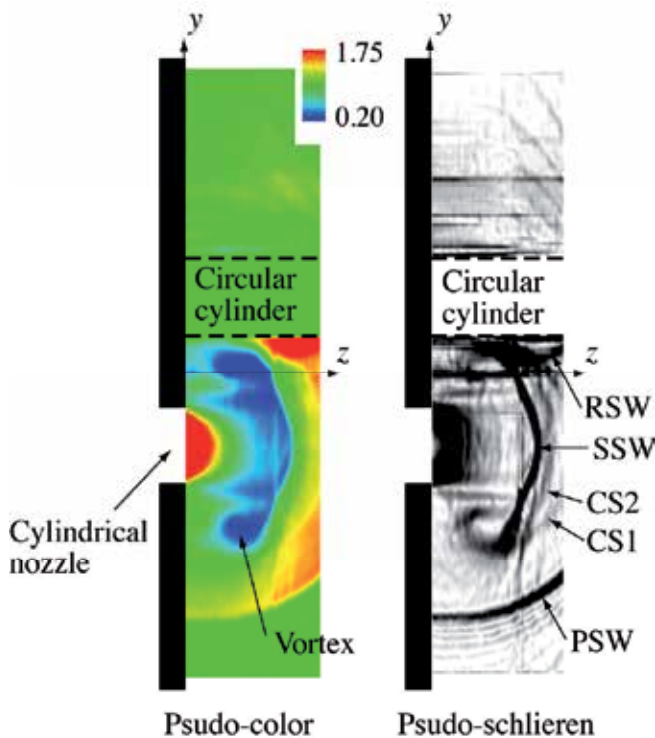 y
1.75
0.20
Circular
cylinder
z
Cylindrical
nozzle
Vortex
Psudo-color
y
Circular
cylinder
z
RSW
SSW
CS2
CS1
PSW
Psudo-schlieren